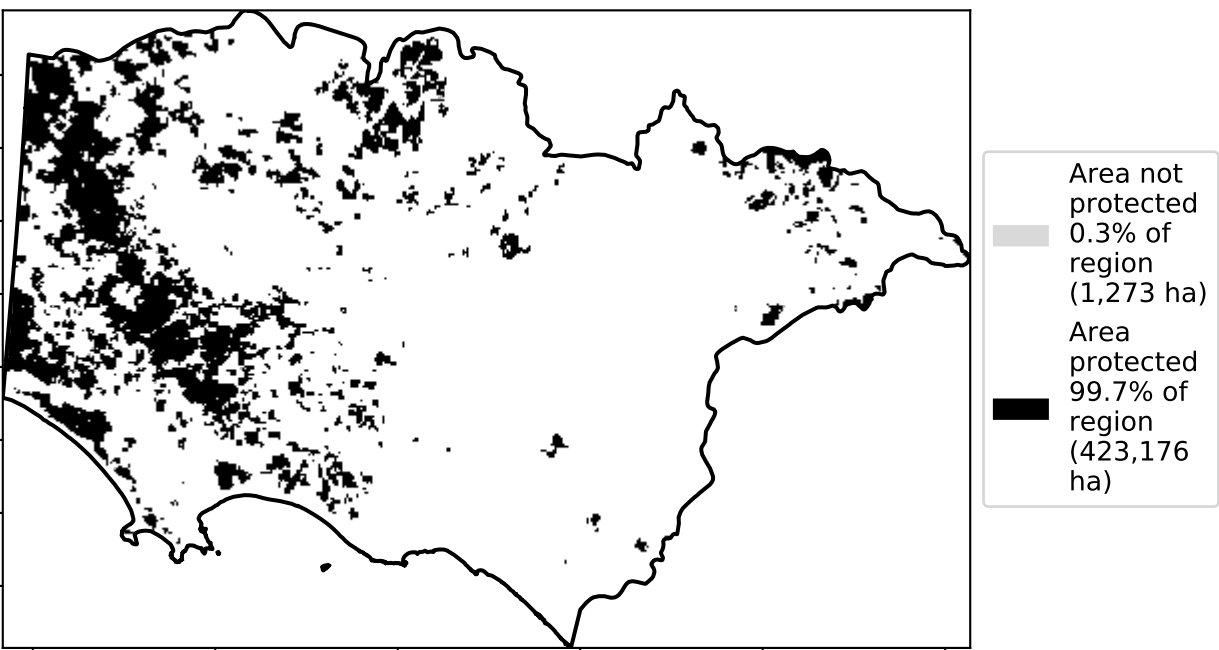 Area not
protected
0.3% of
region
(1,273 ha)
Area
protected
99.7% of
region
(423,176
ha)